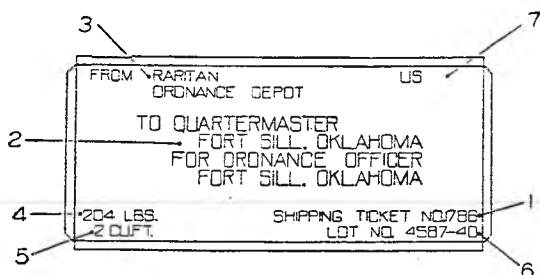 3 7
FROM RARITAN US
ORDNANCE DEPOT
TO QUARTERMASTER
2 FORT SILL. OKLAHOMA
FOR ORDNANCE OFFICER
FORT SILL. OKLAHOMA
4 204 LBS. SHIPPING TICKET NO.1786 1
5 2 CU.FT. LOT NO. 4587-40 6